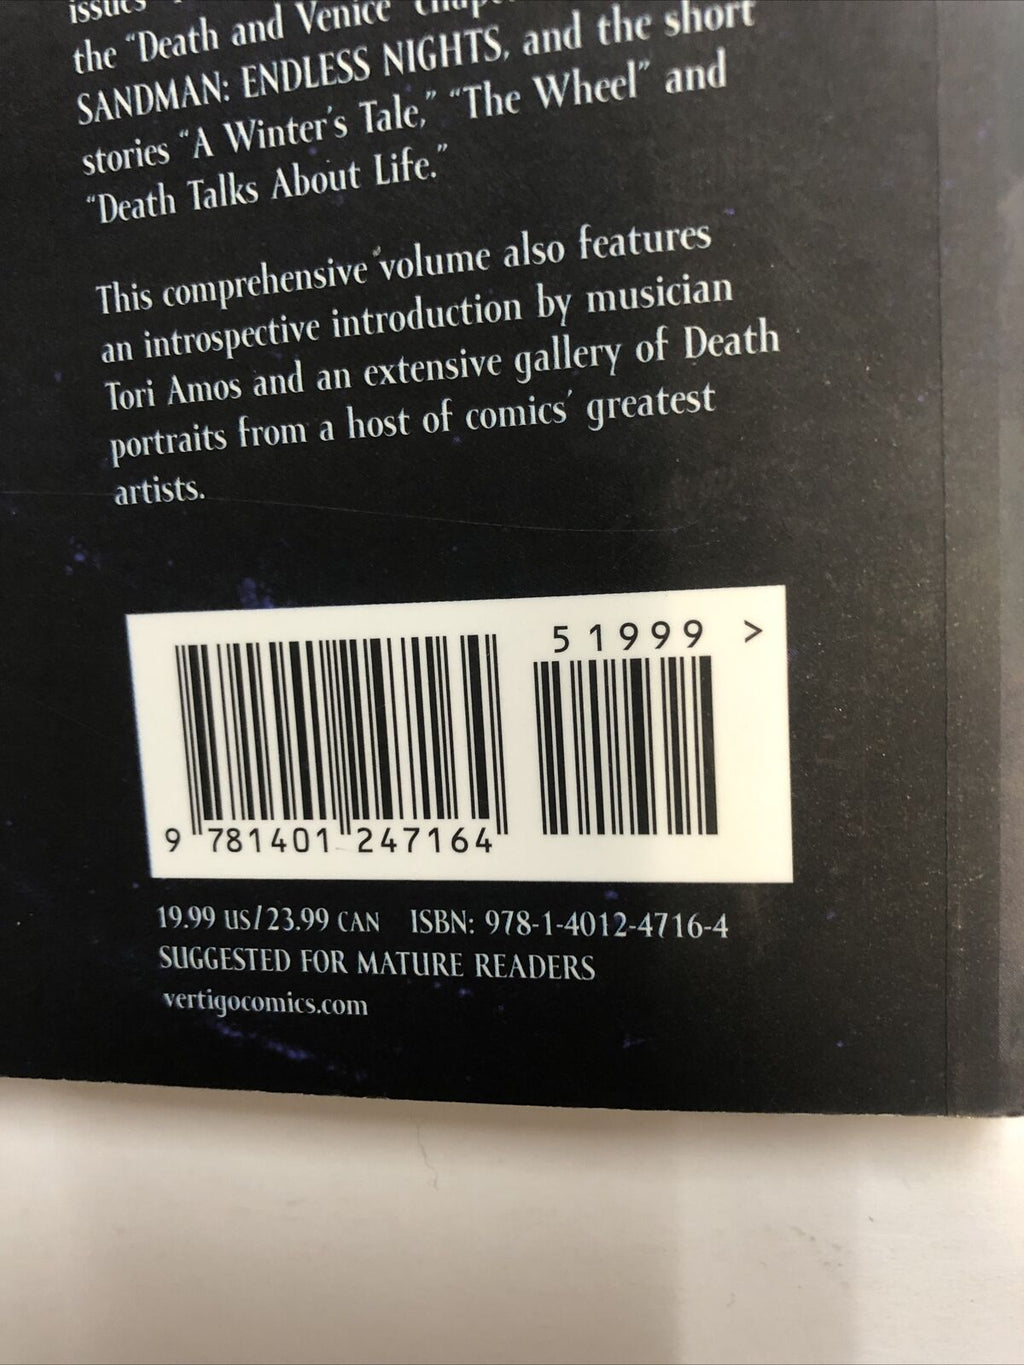 issues
the “Death and Venice”
SANDMAN: ENDLESS NIGHTS, and the short
stories “A Winter's Tale,” “The Wheel” and
“Death Talks About Life.”
This comprehensive volume also features
an introspective introduction by musician
Tori Amos and an extensive gallery of Death
portraits from a host of comics' greatest
artists.
51999 >
9 781401 247164
19.99 US/23.99 CAN ISBN: 978-1-4012-4716-4
SUGGESTED FOR MATURE READERS
vertigocomics.com